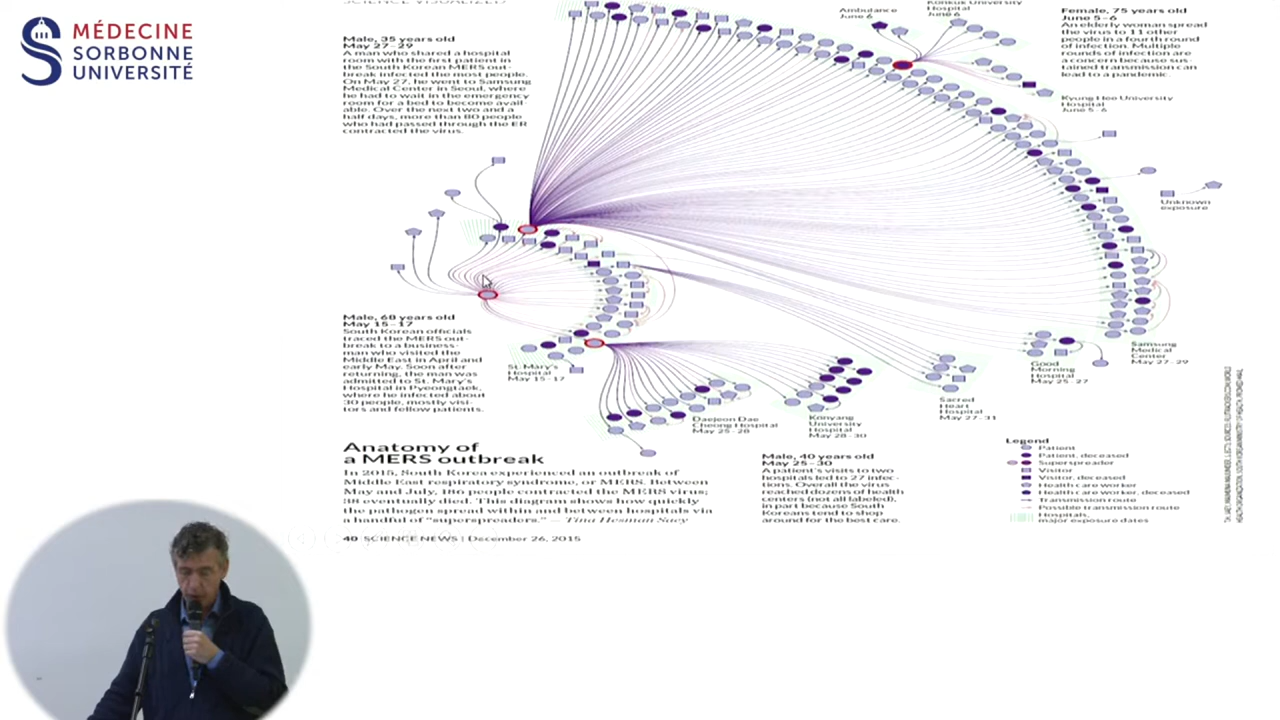 MÉDECINE
SORBONNE
UNIVERSITÉ
SCIENCE VISUALIZED
Male, 35 years old
May 27–29
A man who shared a hospital
room with the first patient in
the South Korean MERS out-
break infected the most people.
On May 27, he went to Samsung
Medical Center in Seoul, where
he had to wait in the emergency
room for a bed to become avail-
able. Over the next two and a
half days, more than 80 people
who had passed through the ER
contracted the virus.
Ambulance
June 6
Konkuk University
Hospital
June 6
Female, 75 years old
June 5–6
An elderly woman spread
the virus to 11 other
people in a fourth round
of infection. Multiple
rounds of infection are
a concern because sus-
tained transmission can
lead to a pandemic.
Kyung Hee University
Hospital
June 5-6
Unknown
exposure
Male, 68 years old
May 15–17
South Korean officials
traced the MERS out-
break to a business-
man who visited the
Middle East in April and
early May. Soon after
returning, the man was
admitted to St. Mary's
Hospital in Pyeongtaek,
where he infected about
30 people, mostly visi-
tors and fellow patients.
St. Mary's
Hospital
May 15-17
Daejeon Dae
Cheong Hospital
May 25-28
Konyang
University
Hospital
May 28-30
Sacred
Heart
Hospital
May 27-31
Good
Morning
Hospital
May 25-27
Samsung
Medical
Center
May 27-29
Anatomy of
a MERS outbreak
In 2015, South Korea experienced an outbreak of
Middle East respiratory syndrome, or MERS. Between
May and July, 186 people contracted the MERS virus;
38 eventually died. This diagram shows how quickly
the pathogen spread within and between hospitals via
a handful of "superspreaders." — Tina Hesman Saey
Male, 40 years old
May 25–30
A patient's visits to two
hospitals led to 27 infec-
tions. Overall the virus
reached dozens of health
centers (not all labeled),
in part because South
Koreans tend to shop
around for the best care.
Legend
Patient
Patient, deceased
Superspreader
Visitor
Visitor, deceased
Health care worker
Health care worker, deceased
Transmission route
Possible transmission route
Hospitals,
major exposure dates
40 SCIENCE NEWS | December 26, 2015